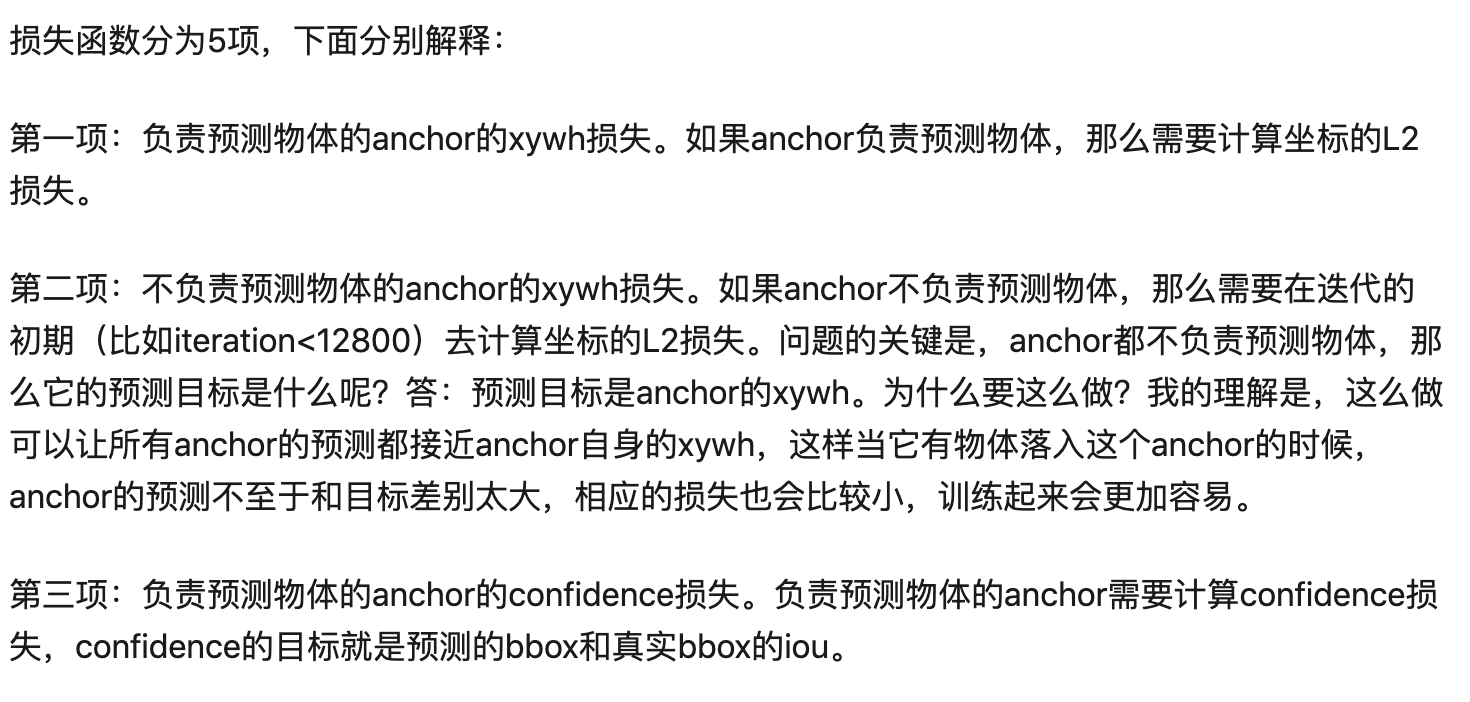 损失函数分为5项，下面分别解释：
第一项：负责预测物体的anchor的xywh损失。如果anchor负责预测物体，那么需要计算坐标的L2
损失。
第二项：不负责预测物体的anchor的xywh损失。如果anchor不负责预测物体，那么需要在迭代的
初期（比如iteration<12800）去计算坐标的L2损失。问题的关键是，anchor都不负责预测物体，那
么它的预测目标是什么呢？答：预测目标是anchor的xywh。为什么要这么做？我的理解是，这么做
可以让所有anchor的预测都接近anchor自身的xywh，这样当它有物体落入这个anchor的时候，
anchor的预测不至于和目标差别太大，相应的损失也会比较小，训练起来会更加容易。
第三项：负责预测物体的anchor的confidence损失。负责预测物体的anchor需要计算confidence损
失，confidence的目标就是预测的bbox和真实bbox的iou。